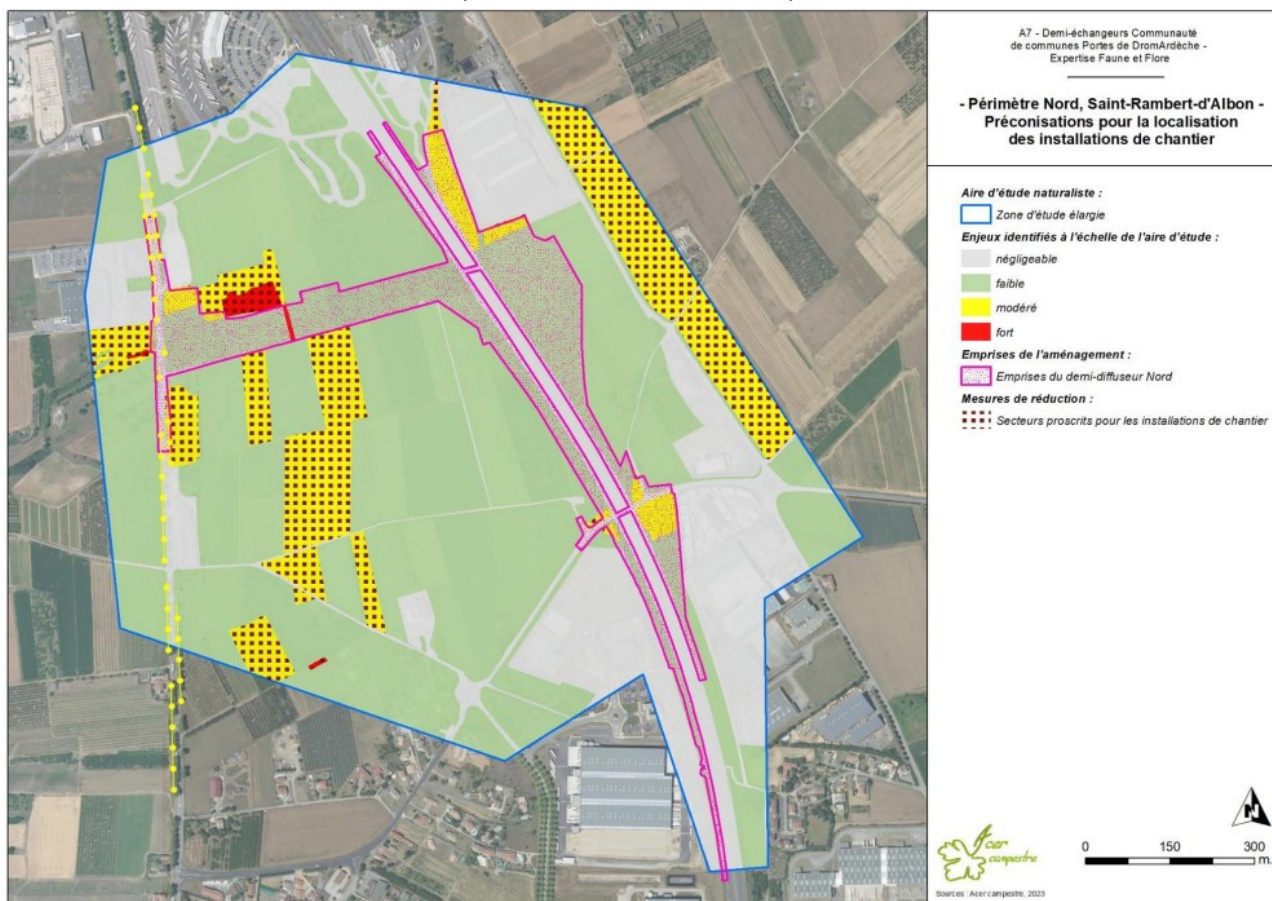 A7 - Demi-échangeurs Communauté
de communes Portes de DromArdèche -
Expertise Faune et Flore
- Périmètre Nord, Saint-Rambert-d'Albon -
Préconisations pour la localisation
des installations de chantier
Aire d'étude naturaliste :
Zone d'étude élargie
Enjeux identifiés à l'échelle de l'aire d'étude :
négligeable
faible
modéré
fort
Emprises de l'aménagement :
Emprises du demi-diffuseur Nord
Mesures de réduction :
Secteurs proscrits pour les installations de chantier
N
Acer
campestre
0 150 300
m.
Sources : Acer campestre, 2023